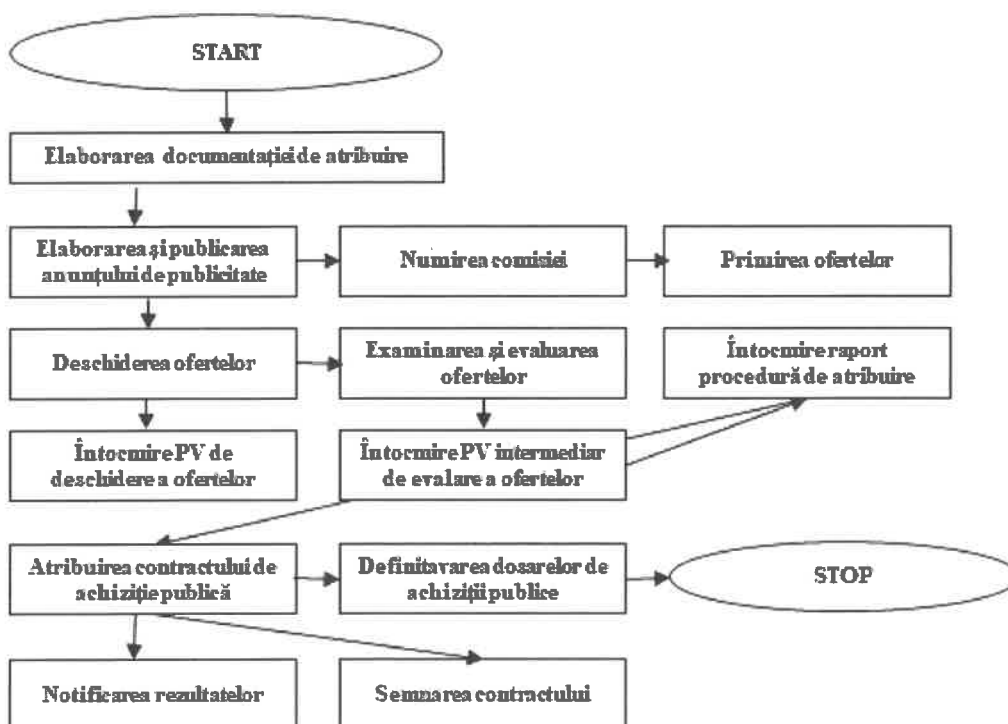 START
Elaborarea documentației de atribuire
Elaborarea și publicarea
anunțului de publicitate
Numirea comisiei
Primirea ofertelor
Deschiderea ofertelor
Examinarea și evaluarea
ofertelor
Întocmire raport
procedură de atribuire
Întocmire PV de
deschidere a ofertelor
Întocmire PV intermediar
de evalare a ofertelor
Atribuirea contractului de
achiziție publică
Definitavarea dosarelor de
achiziții publice
STOP
Notificarea rezultatelor
Semnarea contractului